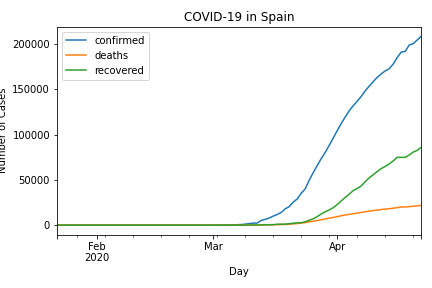 COVID-19 in Spain
confirmed
deaths
recovered
200000
150000
100000
50000
0
Number of Cases
Feb Mar Apr
2020
Day